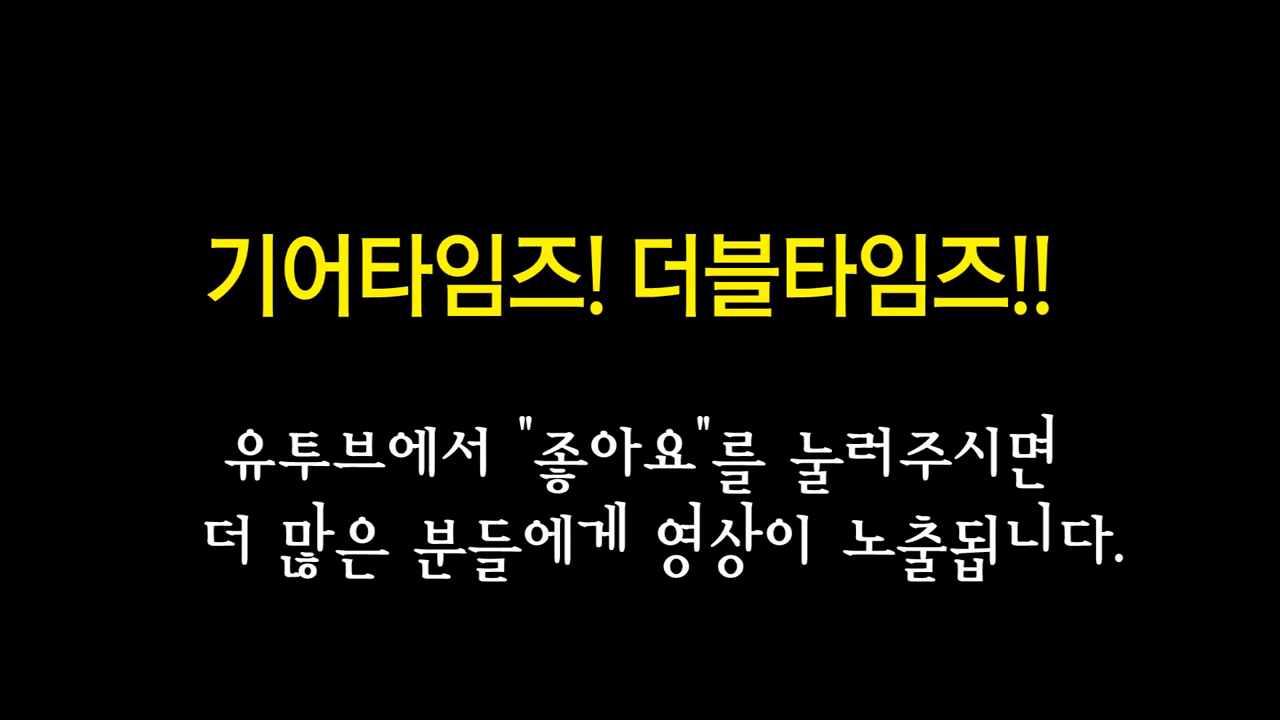 기어타임즈! 더블타임즈!!
유투브에서 "좋아요"를 눌러주시면
더 많은 분들에게 영상이 노출됩니다.